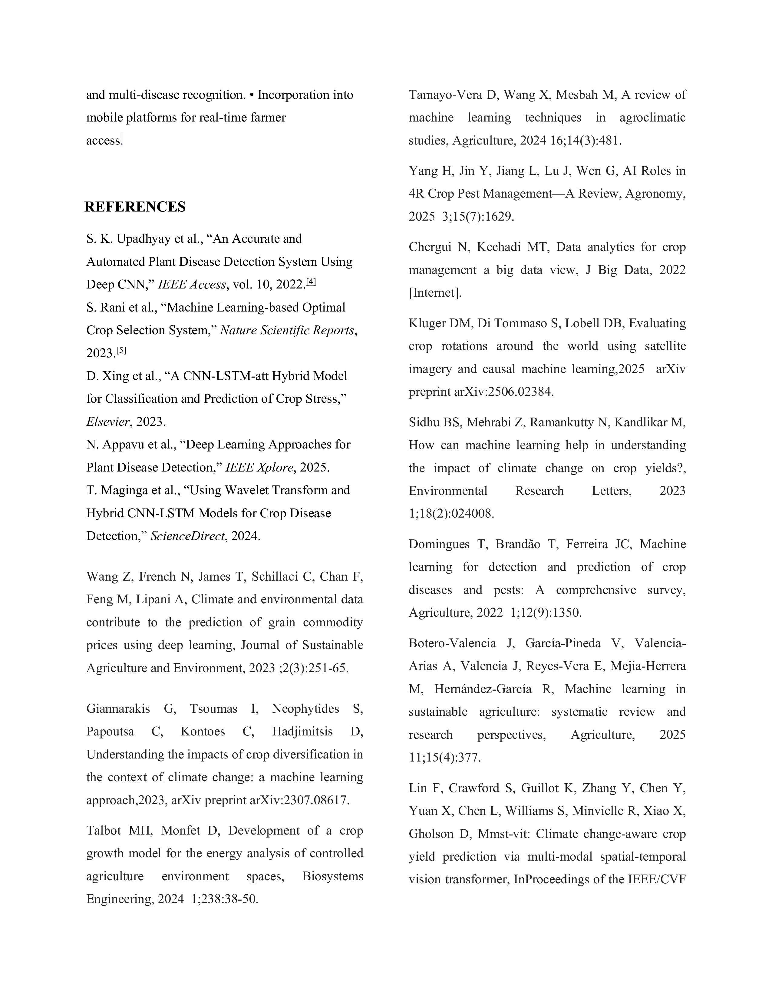 and multi-disease recognition. • Incorporation into
mobile platforms for real-time farmer
access.
REFERENCES
S. K. Upadhyay et al., “An Accurate and
Automated Plant Disease Detection System Using
Deep CNN,” IEEE Access, vol. 10, 2022.[4]
S. Rani et al., “Machine Learning-based Optimal
Crop Selection System,” Nature Scientific Reports,
2023.[5]
D. Xing et al., “A CNN-LSTM-att Hybrid Model
for Classification and Prediction of Crop Stress,”
Elsevier, 2023.
N. Appavu et al., “Deep Learning Approaches for
Plant Disease Detection,” IEEE Xplore, 2025.
T. Maginga et al., “Using Wavelet Transform and
Hybrid CNN-LSTM Models for Crop Disease
Detection,” ScienceDirect, 2024.
Wang Z, French N, James T, Schillaci C, Chan F,
Feng M, Lipani A, Climate and environmental data
contribute to the prediction of grain commodity
prices using deep learning, Journal of Sustainable
Agriculture and Environment, 2023 ;2(3):251-65.
Giannarakis G, Tsoumas I, Neophytides S,
Papoutsa C, Kontoes C, Hadjimitsis D,
Understanding the impacts of crop diversification in
the context of climate change: a machine learning
approach,2023, arXiv preprint arXiv:2307.08617.
Talbot MH, Monfet D, Development of a crop
growth model for the energy analysis of controlled
agriculture environment spaces, Biosystems
Engineering, 2024 1;238:38-50.
Tamayo-Vera D, Wang X, Mesbah M, A review of
machine learning techniques in agroclimatic
studies, Agriculture, 2024 16;14(3):481.
Yang H, Jin Y, Jiang L, Lu J, Wen G, AI Roles in
4R Crop Pest Management—A Review, Agronomy,
2025 3;15(7):1629.
Chergui N, Kechadi MT, Data analytics for crop
management a big data view, J Big Data, 2022
[Internet].
Kluger DM, Di Tommaso S, Lobell DB, Evaluating
crop rotations around the world using satellite
imagery and causal machine learning,2025 arXiv
preprint arXiv:2506.02384.
Sidhu BS, Mehrabi Z, Ramankutty N, Kandlikar M,
How can machine learning help in understanding
the impact of climate change on crop yields?,
Environmental Research Letters, 2023
1;18(2):024008.
Domingues T, Brandão T, Ferreira JC, Machine
learning for detection and prediction of crop
diseases and pests: A comprehensive survey,
Agriculture, 2022 1;12(9):1350.
Botero-Valencia J, García-Pineda V, Valencia-
Arias A, Valencia J, Reyes-Vera E, Mejia-Herrera
M, Hernández-García R, Machine learning in
sustainable agriculture: systematic review and
research perspectives, Agriculture, 2025
11;15(4):377.
Lin F, Crawford S, Guillot K, Zhang Y, Chen Y,
Yuan X, Chen L, Williams S, Minvielle R, Xiao X,
Gholson D, Mmst-vit: Climate change-aware crop
yield prediction via multi-modal spatial-temporal
vision transformer, InProceedings of the IEEE/CVF